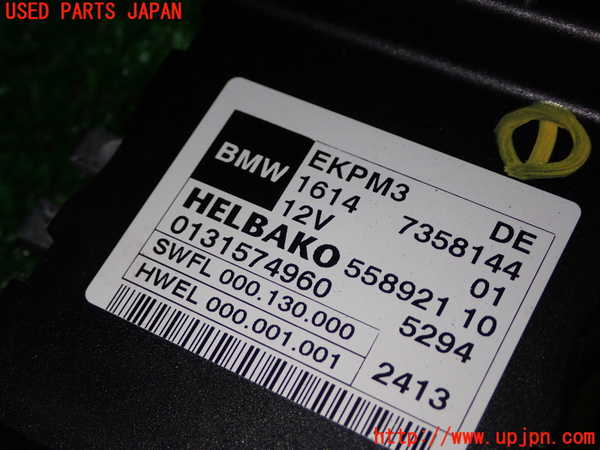 USED PARTS JAPAN
BMW
EKPM3 DE
1614 7358144
12V 01
HELBAKO 558921 10
0131574960 5294
SWFL 000.130.000
HWEL 000.001.001 2413
http://www.upjpn.com/